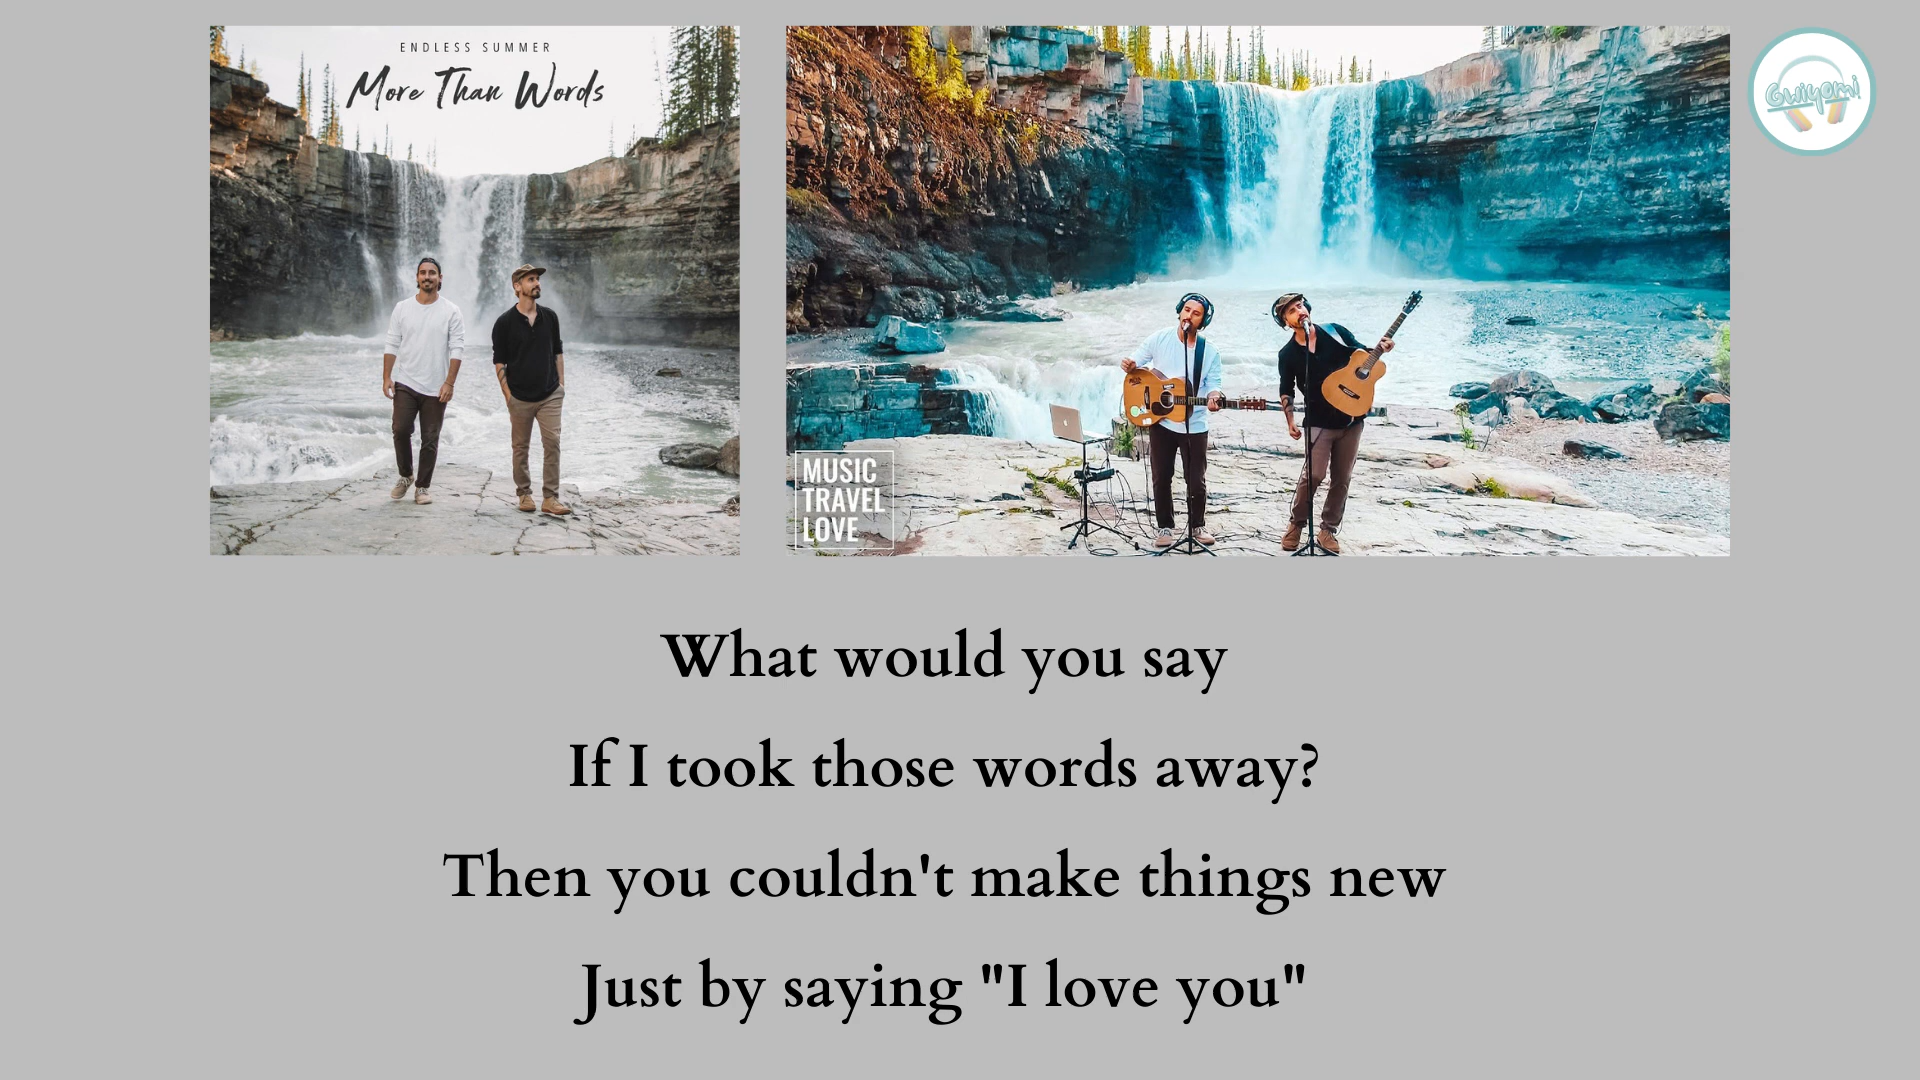 ENDLESS SUMMER
More Than Words
Gwiyomi
MUSIC
TRAVEL
LOVE
What would you say
If I took those words away?
Then you couldn't make things new
Just by saying "I love you"